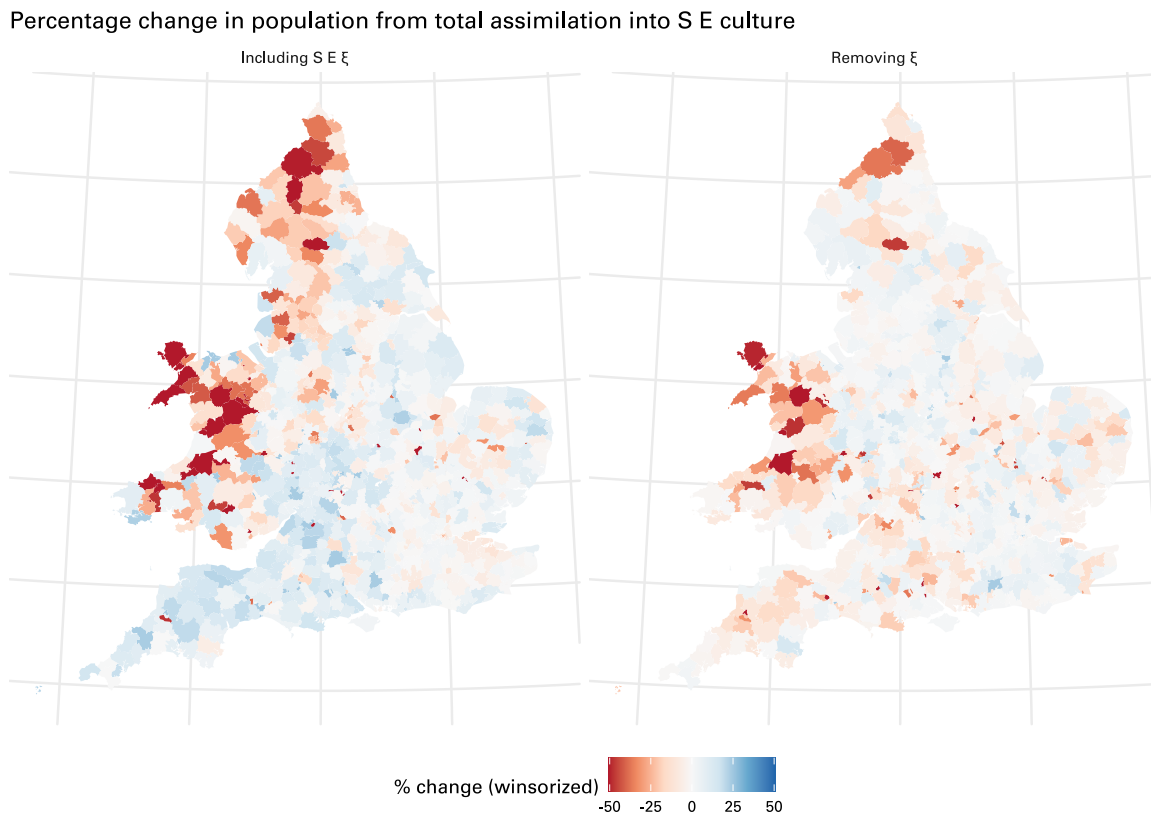 Percentage change in population from total assimilation into S E culture
Including S E ξ
Removing ξ
% change (winsorized)
-50 -25 0 25 50